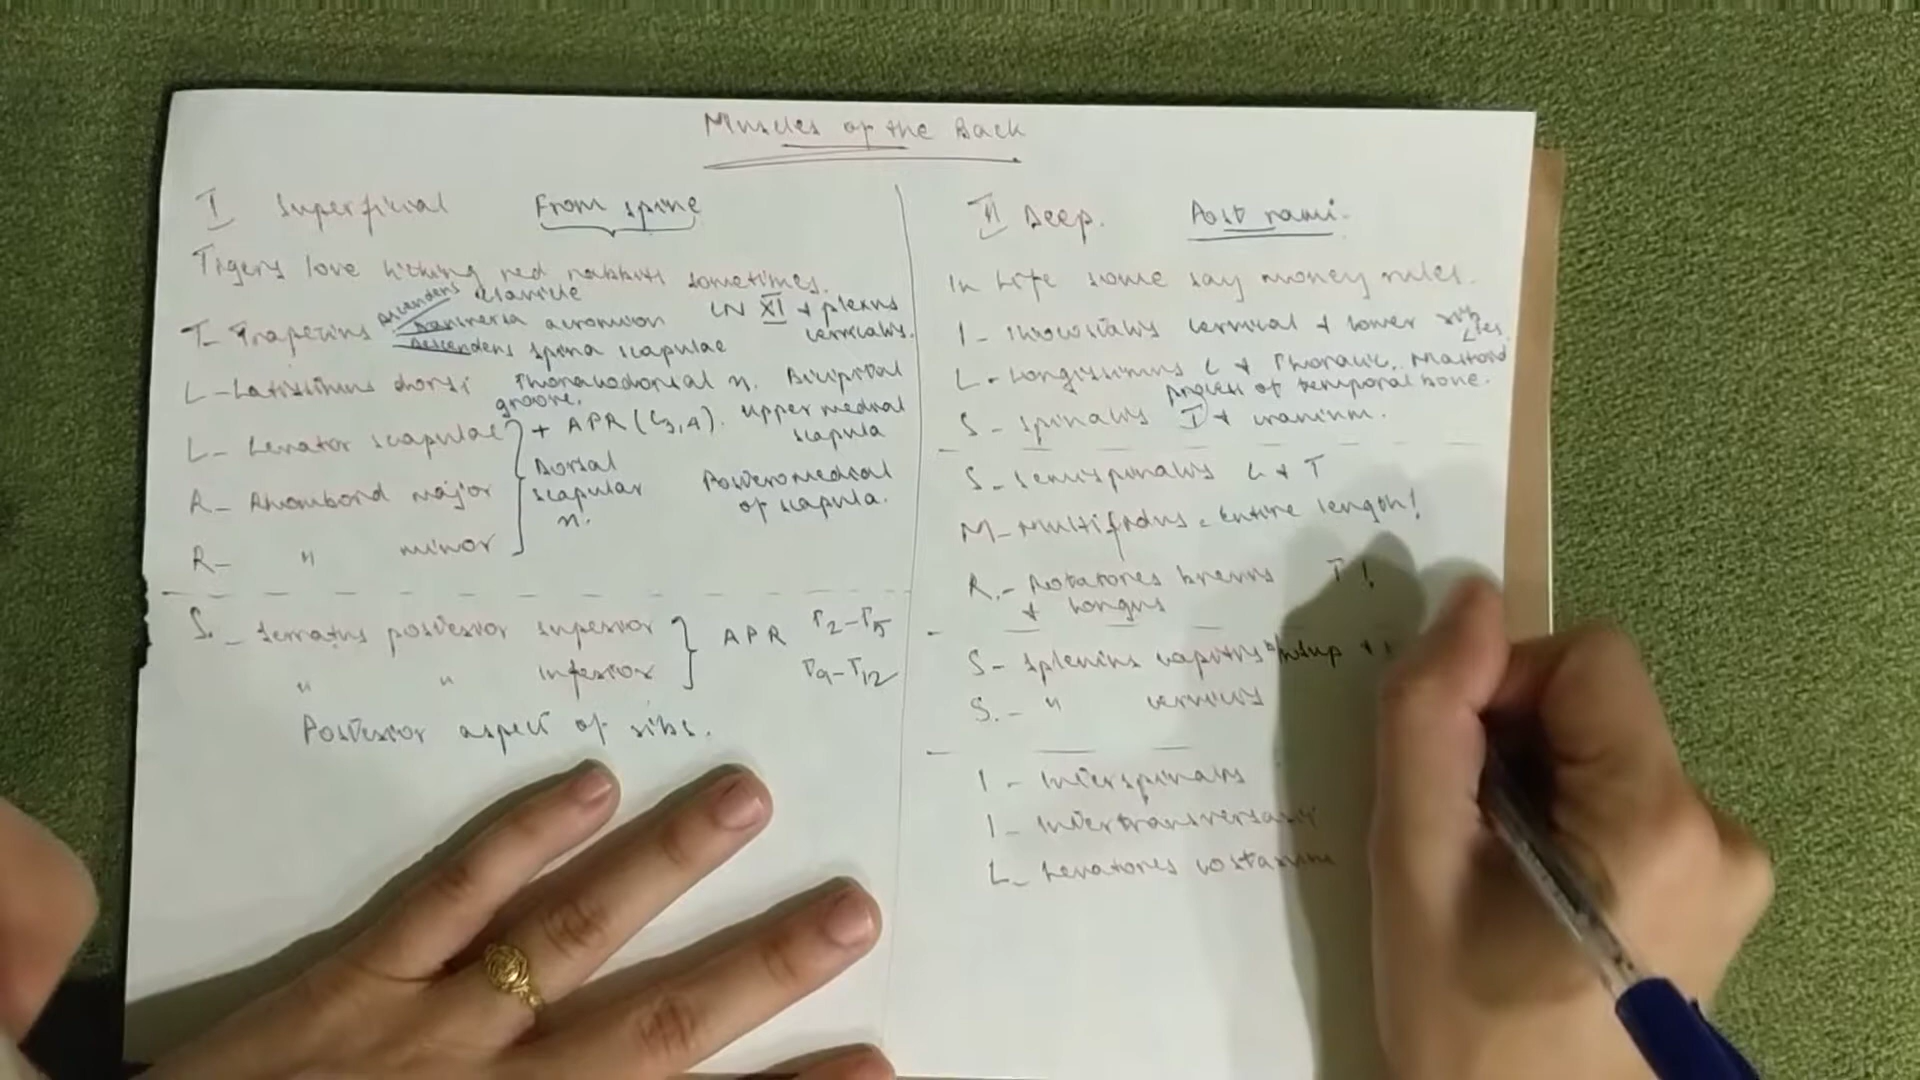 Muscles of the Back
I Superficial From spine
Tigers love kicking red rabbits sometimes.
T- Trapezius Ascendens clavicle
Transversa acromion CN XI + plexus cervicalis.
Descendens spina scapulae
L- Latissimus dorsi Thoracodorsal n. Bicipital groove.
L- Levator scapulae + APR (C3,4). upper medial scapula
R- Rhomboid major Dorsal scapular n. Posteromedial of scapula.
R- " minor
S.- Serratus posterior superior APR T2-T5
" " inferior T9-T12
Posterior aspect of ribs.
II Deep. Post rami.
In life some say money rules.
I- Iliocostalis cervical & lower
L- Longissimus C & Thoracic. Mastoid process of temporal bone.
S- Spinalis & cranium.
S- Semispinalis C & T
M- Multifidus - Entire length!
R.- Rotatores brevis T!
& longus
S- Splenius capitis
S.- " cervicis
I- Interspinalis
I- Intertransversarii
L- Levatores costarum